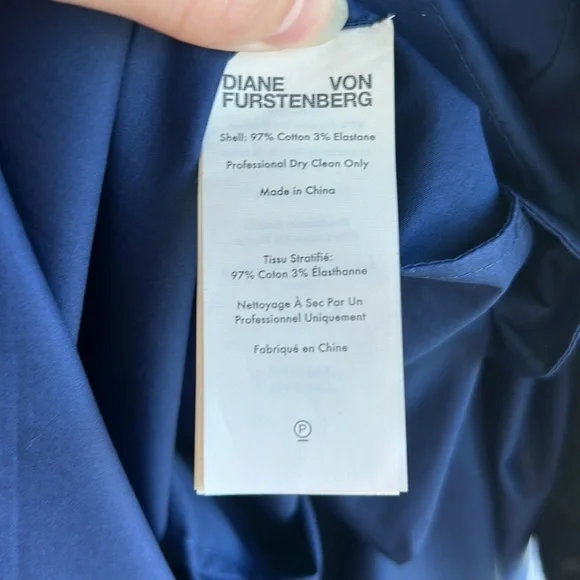 DIANE VON
FURSTENBERG
Shell: 97% Cotton 3% Elastane
Professional Dry Clean Only
Made in China
Tissu Stratifié:
97% Coton 3% Élasthanne
Nettoyage À Sec Par Un
Professionnel Uniquement
Fabriqué en Chine
P